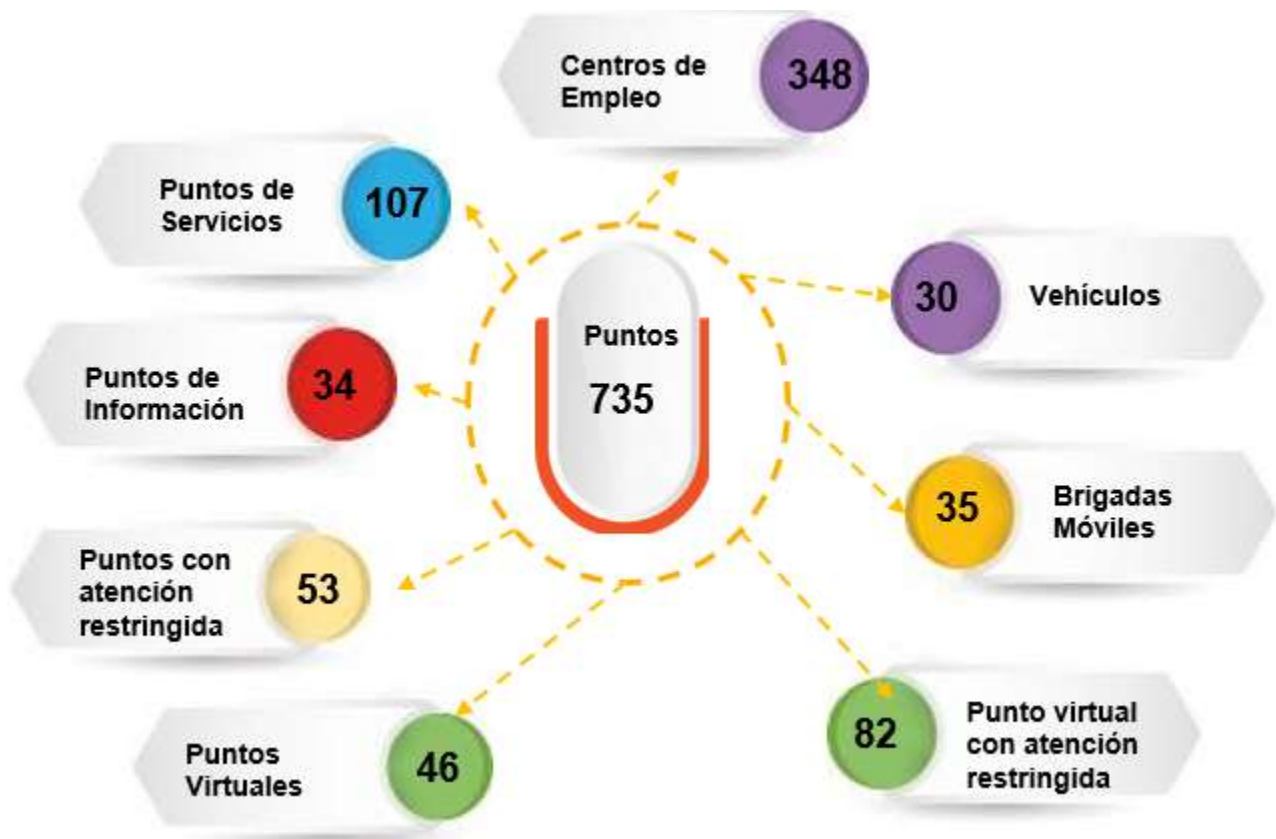 Centros de
Empleo
348
Puntos de
Servicios
107
30
Vehículos
Puntos
735
Puntos de
Información
34
35
Brigadas
Móviles
Puntos con
atención
restringida
53
Puntos
Virtuales
46
82
Punto virtual
con atención
restringida